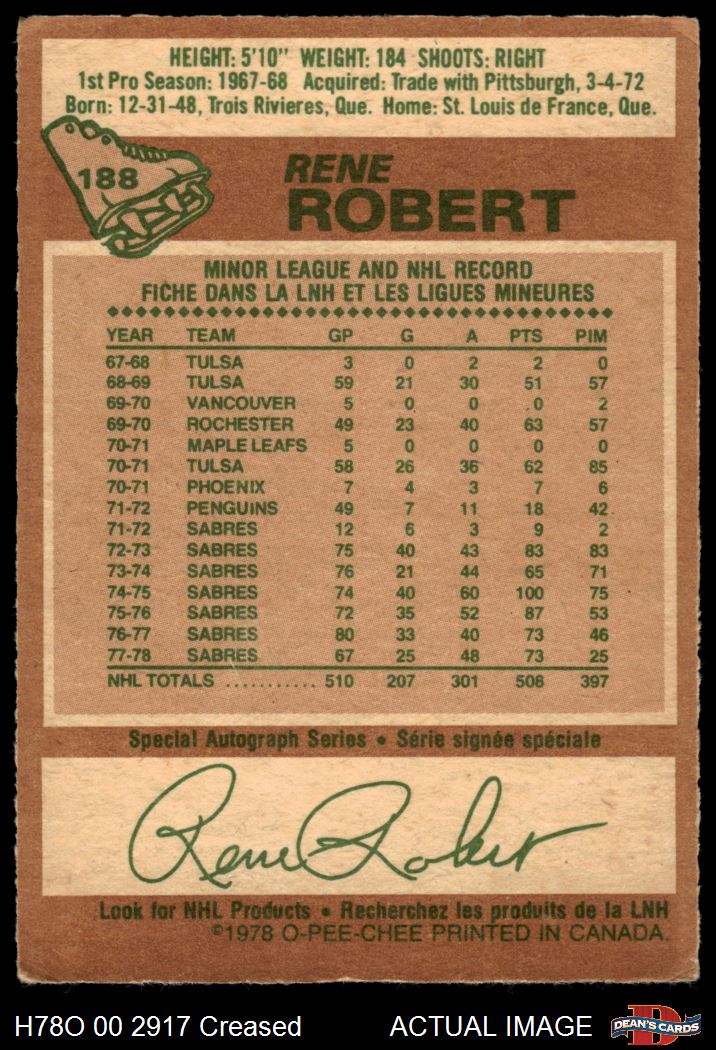 HEIGHT: 5'10" WEIGHT: 184 SHOOTS: RIGHT
1st Pro Season: 1967-68 Acquired: Trade with Pittsburgh, 3-4-72
Born: 12-31-48, Trois Rivieres, Que. Home: St. Louis de France, Que.
188
RENE
ROBERT
MINOR LEAGUE AND NHL RECORD
FICHE DANS LA LNH ET LES LIGUES MINEURES
YEAR TEAM GP G A PTS PIM
67-68 TULSA 3 0 2 2 0
68-69 TULSA 59 21 30 51 57
69-70 VANCOUVER 5 0 0 0 2
69-70 ROCHESTER 49 23 40 63 57
70-71 MAPLE LEAFS 5 0 0 0 0
70-71 TULSA 58 26 36 62 85
70-71 PHOENIX 7 4 3 7 6
71-72 PENGUINS 49 7 11 18 42
71-72 SABRES 12 6 3 9 2
72-73 SABRES 75 40 43 83 83
73-74 SABRES 76 21 44 65 71
74-75 SABRES 74 40 60 100 75
75-76 SABRES 72 35 52 87 53
76-77 SABRES 80 33 40 73 46
77-78 SABRES 67 25 48 73 25
NHL TOTALS ........... 510 207 301 508 397
Special Autograph Series • Série signée spéciale
Rene Robert
Look for NHL Products • Recherchez les produits de la LNH
©1978 O-PEE-CHEE PRINTED IN CANADA.
H78O 00 2917 Creased ACTUAL IMAGE
D
DEAN'S CARDS